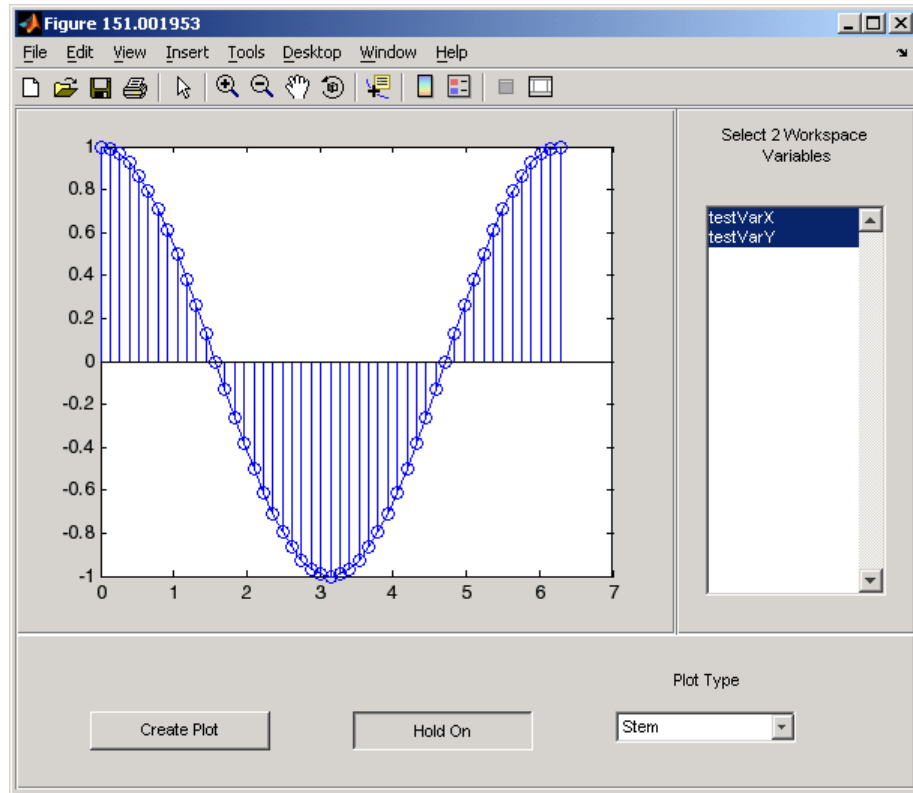 Figure 151.001953
File Edit View Insert Tools Desktop Window Help
Select 2 Workspace
Variables
testVarX
testVarY
1
0.8
0.6
0.4
0.2
0
-0.2
-0.4
-0.6
-0.8
-1
0 1 2 3 4 5 6 7
Plot Type
Create Plot
Hold On
Stem